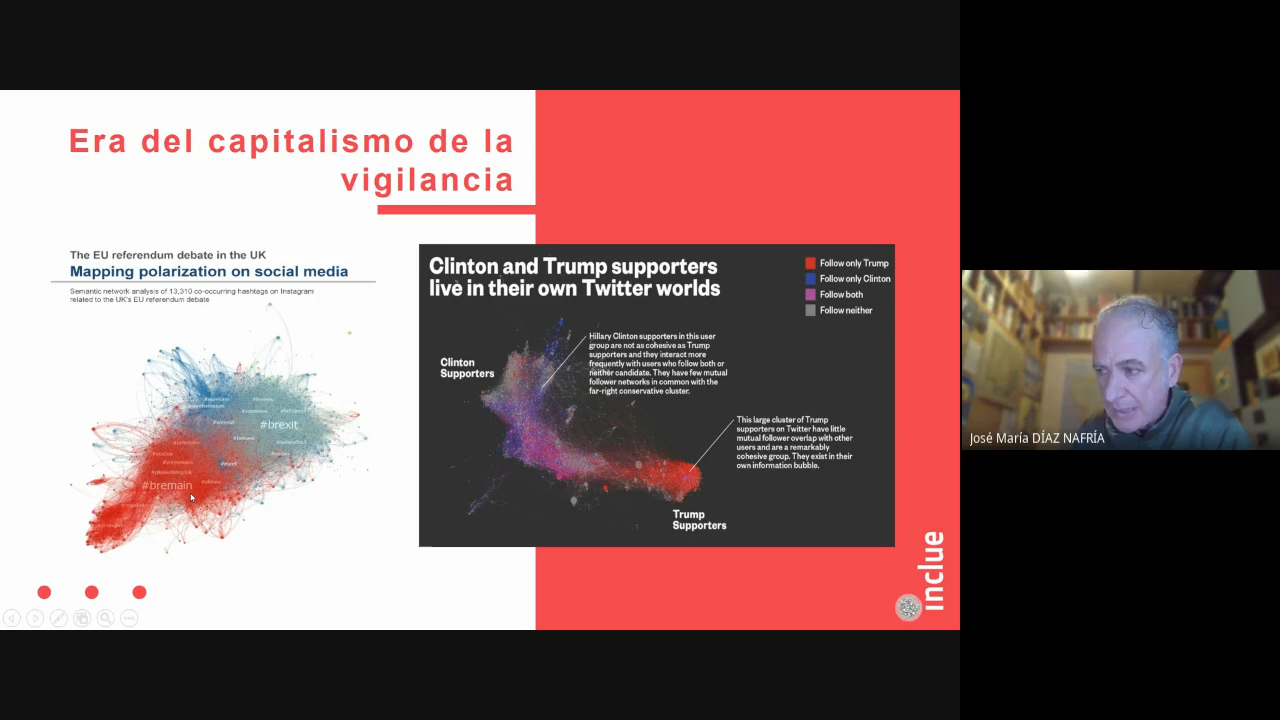 Era del capitalismo de la
vigilancia
The EU referendum debate in the UK
Mapping polarization on social media
Semantic network analysis of 13,310 co-occurring hashtags on Instagram
related to the UK's EU referendum debate
#brexit
#bremain
Clinton and Trump supporters
live in their own Twitter worlds
Follow only Trump
Follow only Clinton
Follow both
Follow neither
Clinton
Supporters
Hillary Clinton supporters in this user
group are not as cohesive as Trump
supporters and they interact more
frequently with users who follow both or
neither candidate. They have few mutual
follower networks in common with the
far-right conservative cluster.
This large cluster of Trump
supporters on Twitter have little
mutual follower overlap with other
users and are a remarkably
cohesive group. They exist in their
own information bubble.
Trump
Supporters
inclue
José María DÍAZ NAFRÍA